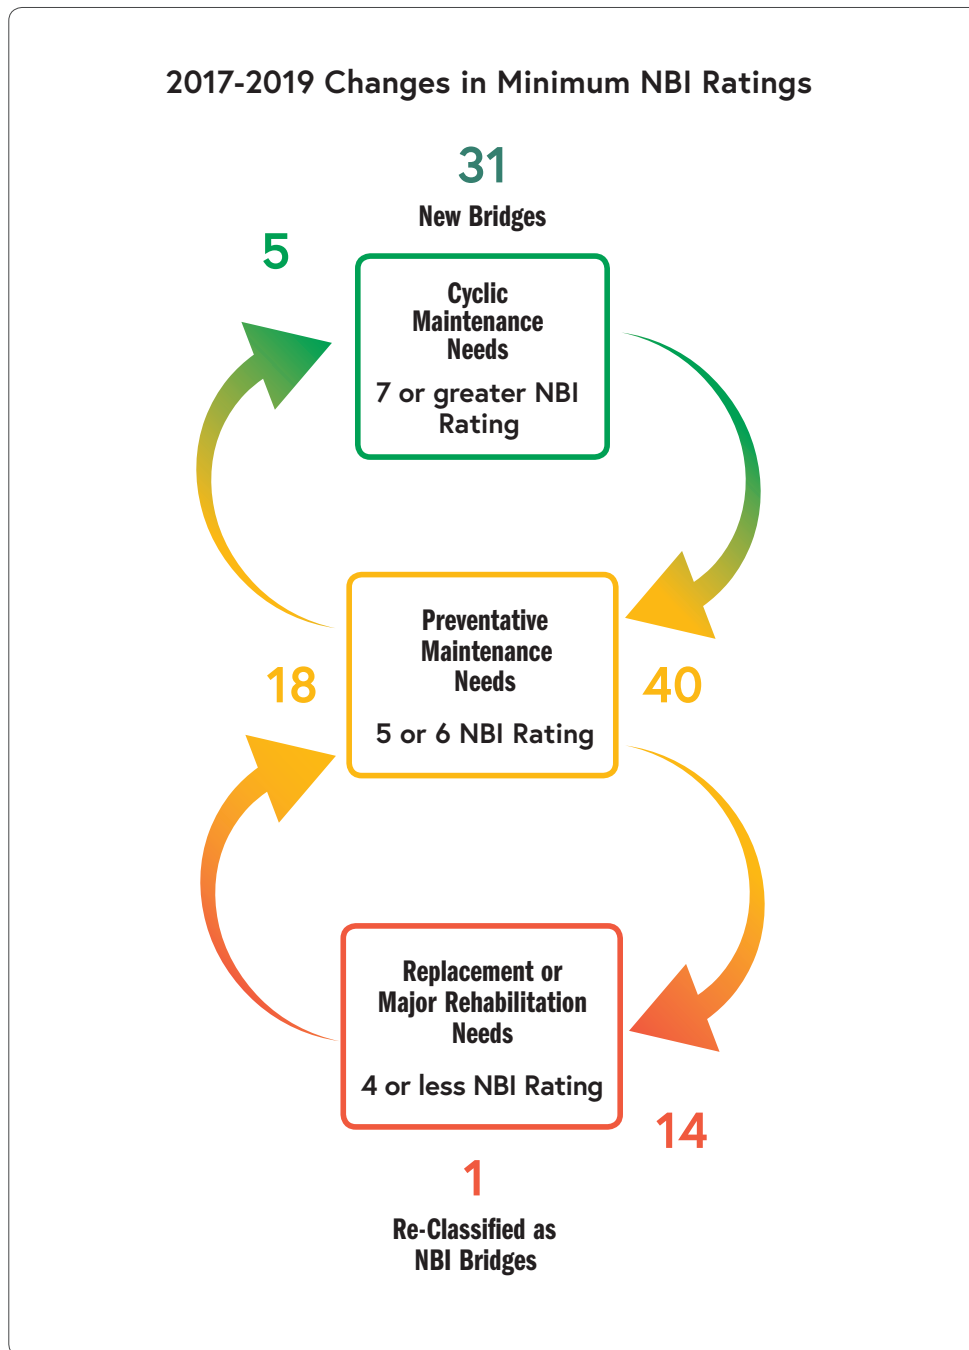 2017-2019 Changes in Minimum NBI Ratings
31
New Bridges
5
Cyclic
Maintenance
Needs
7 or greater NBI
Rating
Preventative
Maintenance
Needs
5 or 6 NBI Rating
18
40
Replacement or
Major Rehabilitation
Needs
4 or less NBI Rating
14
1
Re-Classified as
NBI Bridges